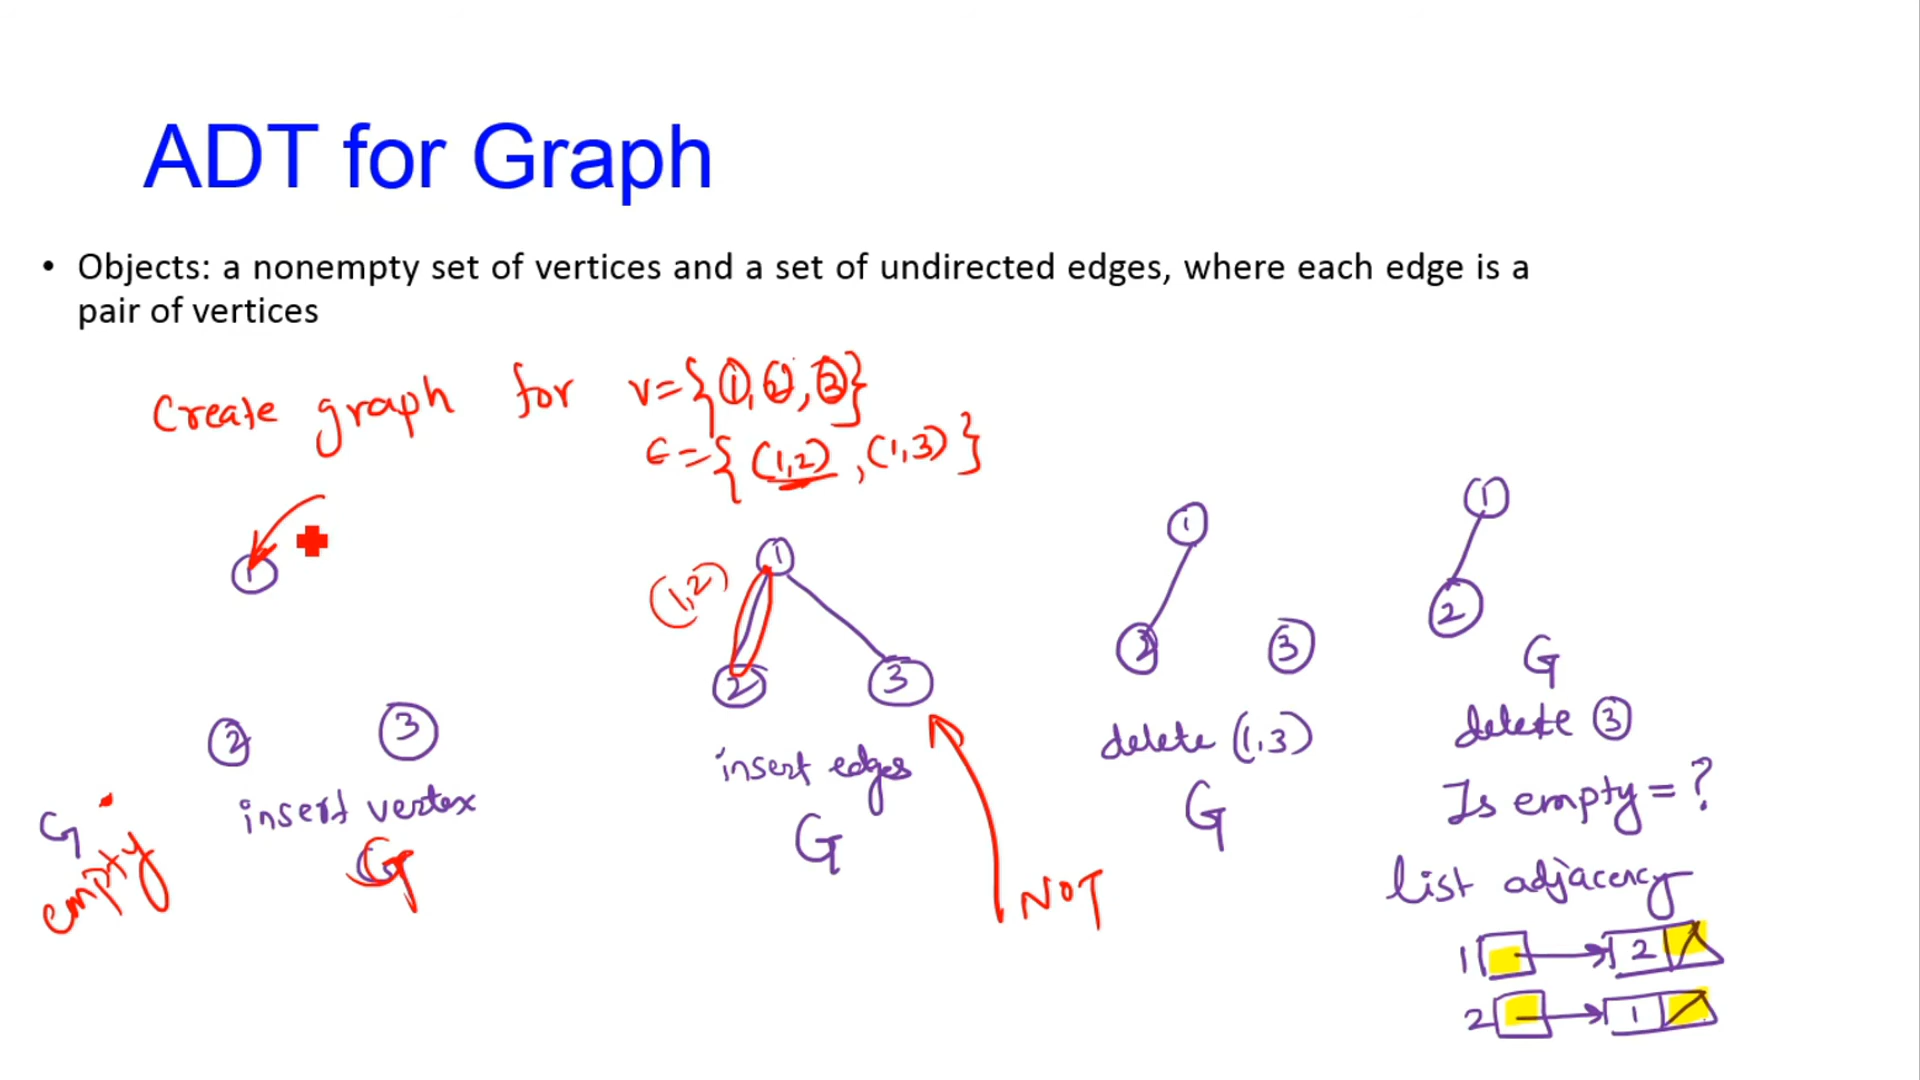 ADT for Graph
• Objects: a nonempty set of vertices and a set of undirected edges, where each edge is a
pair of vertices
Create graph for V={1,2,3}
E={(1,2),(1,3)}
1
2 3
insert vertex
G
G
empty
(1,2)
1
2 3
insert edges
G
NOT
1
2 3
delete (1,3)
G
1
2
G
delete 3
Is empty=?
list adjacency
1 2
2 1